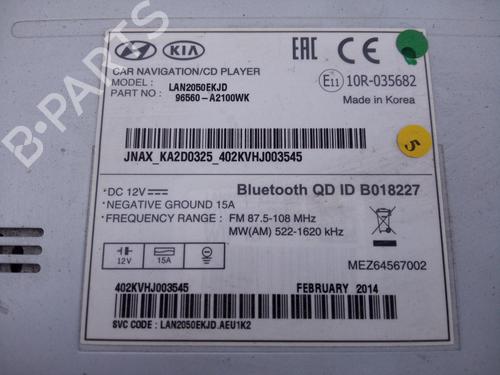 B-PARTS
HYUNDAI KIA EAC CE
CAR NAVIGATION/CD PLAYER
MODEL: LAN2050EKJD
PART NO : 96560-A2100WK
E11 10R-035682
Made in Korea
JNAX_KA2D0325_402KVHJ003545
5
*DC 12V
*NEGATIVE GROUND 15A
*FREQUENCY RANGE : FM 87.5-108 MHz
MW(AM) 522-1620 kHz
Bluetooth QD ID B018227
12V 15A
MEZ64567002
402KVHJ003545
FEBRUARY 2014
SVC CODE : LAN2050EKJD.AEU1K2